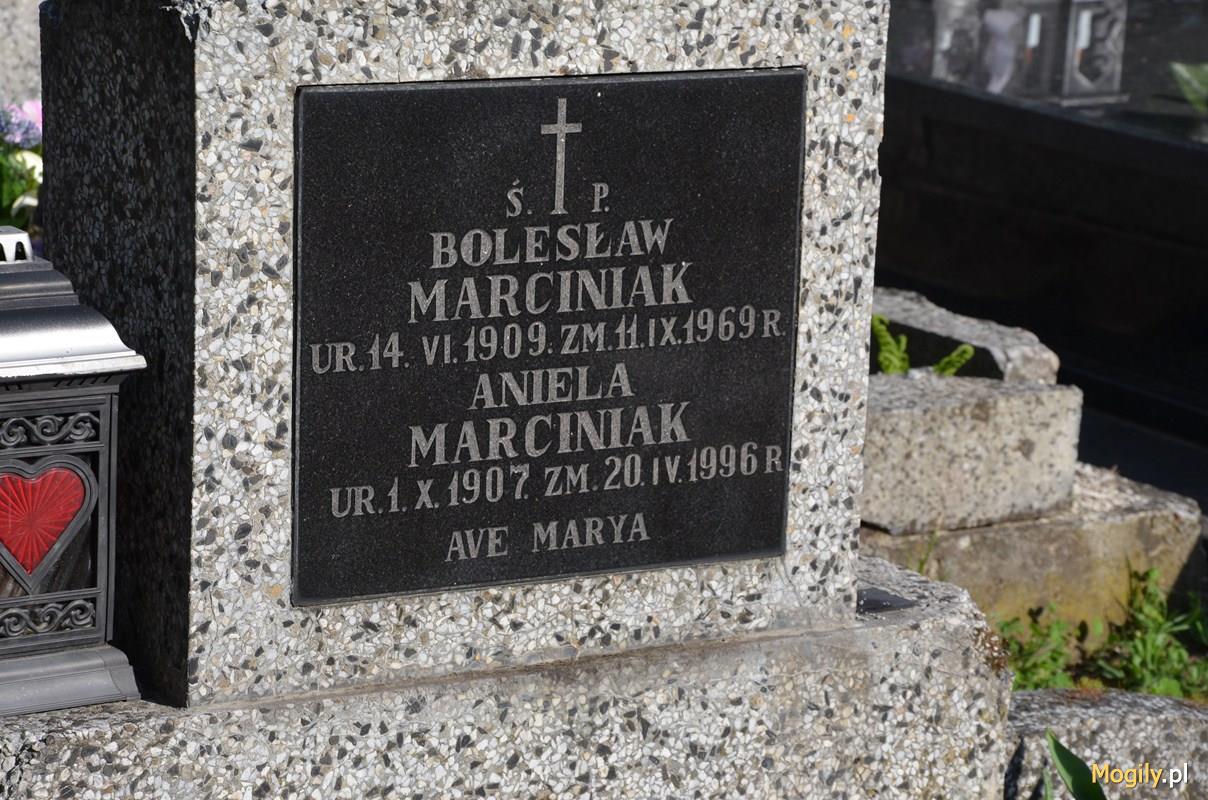 Ś. P.
BOLESŁAW
MARCINIAK
UR. 14. VI. 1909. ZM. 11. IX. 1969 R.
ANIELA
MARCINIAK
UR. 1. X. 1907. ZM. 20. IV. 1996 R
AVE MARYA
Mogily.pl